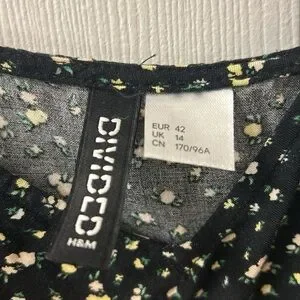 DIVIDED
H&M
EUR 42
UK 14
CN 170/96A